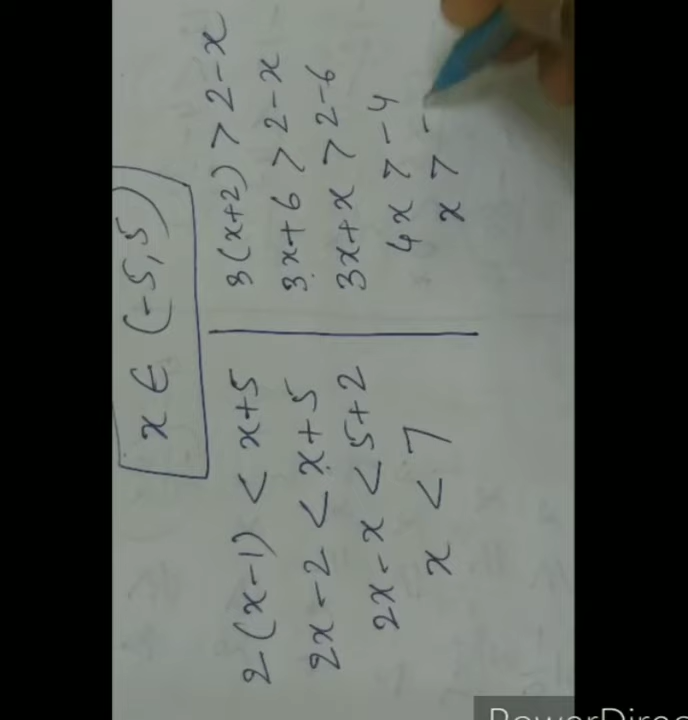 x ∈ (-5,5)
2(x-1) < x+5
2x-2 < x+5
2x-x < 5+2
x < 7
3(x+2) > 2-x
3x+6 > 2-x
3x+x > 2-6
4x > -4
x > -